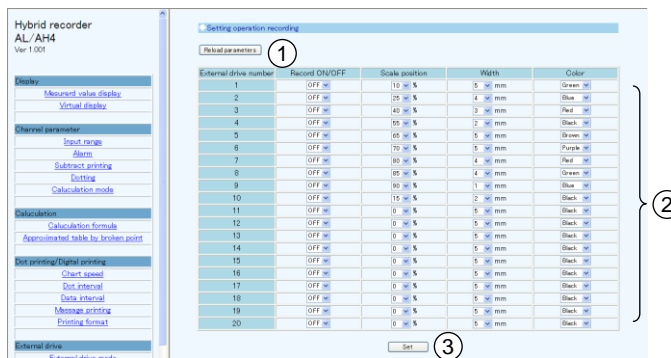 Hybrid recorder
AL/AH4
Ver 1.001
Display
Mesurerd value display
Virtual display
Channel parameter
Input range
Alarm
Subtract printing
Dotting
Caluculation mode
Caluculation
Caluculation formula
Approximated table by broken point
Dot printing/Digital printing
Chart speed
Dot interval
Data interval
Message printing
Printing format
External drive
External drive mode
Setting operation recording
Reload parameters
1
External drive number Record ON/OFF Scale position Width Color
1 OFF 10 % 5 mm Green
2 OFF 25 % 4 mm Blue
3 OFF 40 % 3 mm Red
4 OFF 55 % 2 mm Black
5 OFF 65 % 5 mm Brown
6 OFF 70 % 5 mm Purple
7 OFF 80 % 4 mm Red
8 OFF 85 % 4 mm Green
9 OFF 90 % 1 mm Blue
10 OFF 15 % 2 mm Black
11 OFF 0 % 5 mm Black
12 OFF 0 % 5 mm Black
13 OFF 0 % 5 mm Black
14 OFF 0 % 5 mm Black
15 OFF 0 % 5 mm Black
16 OFF 0 % 5 mm Black
17 OFF 0 % 5 mm Black
18 OFF 0 % 5 mm Black
19 OFF 0 % 5 mm Black
20 OFF 0 % 5 mm Black
2
Set
3